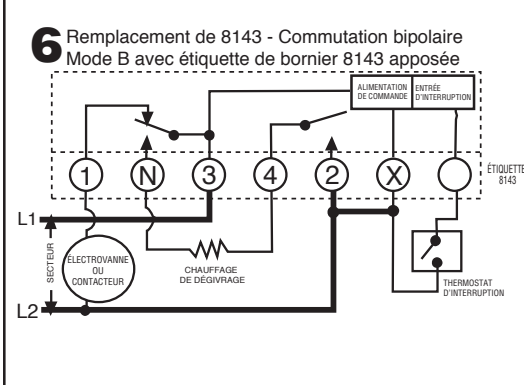 6 Remplacement de 8143 - Commutation bipolaire
Mode B avec étiquette de bornier 8143 apposée
ALIMENTATION
DE COMMANDE
ENTRÉE
D'INTERRUPTION
1 N 3 4 2 X
ÉTIQUETTE
8143
L1
SECTEUR
ÉLECTROVANNE
OU
CONTACTEUR
CHAUFFAGE
DE DÉGIVRAGE
THERMOSTAT
D'INTERRUPTION
L2